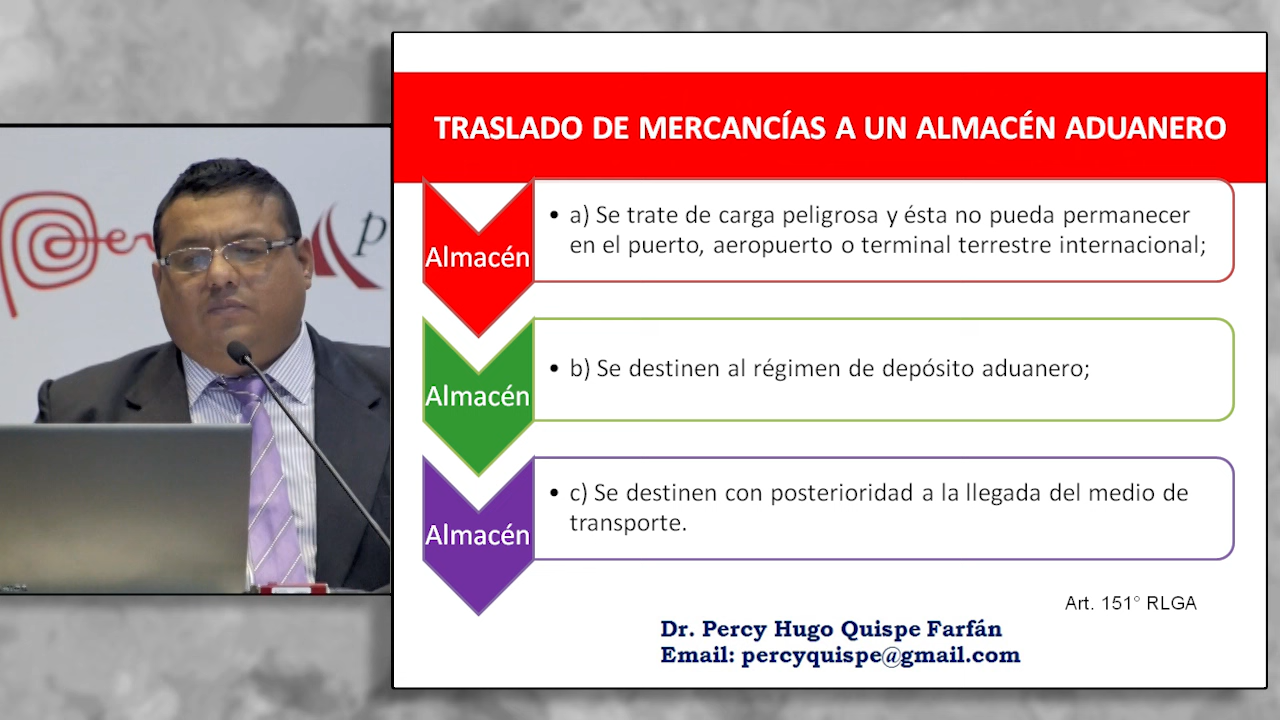 TRASLADO DE MERCANCÍAS A UN ALMACÉN ADUANERO
Almacén
• a) Se trate de carga peligrosa y ésta no pueda permanecer
en el puerto, aeropuerto o terminal terrestre internacional;
Almacén
• b) Se destinen al régimen de depósito aduanero;
Almacén
• c) Se destinen con posterioridad a la llegada del medio de
transporte.
Art. 151° RLGA
Dr. Percy Hugo Quispe Farfán
Email: percyquispe@gmail.com
Perú
p